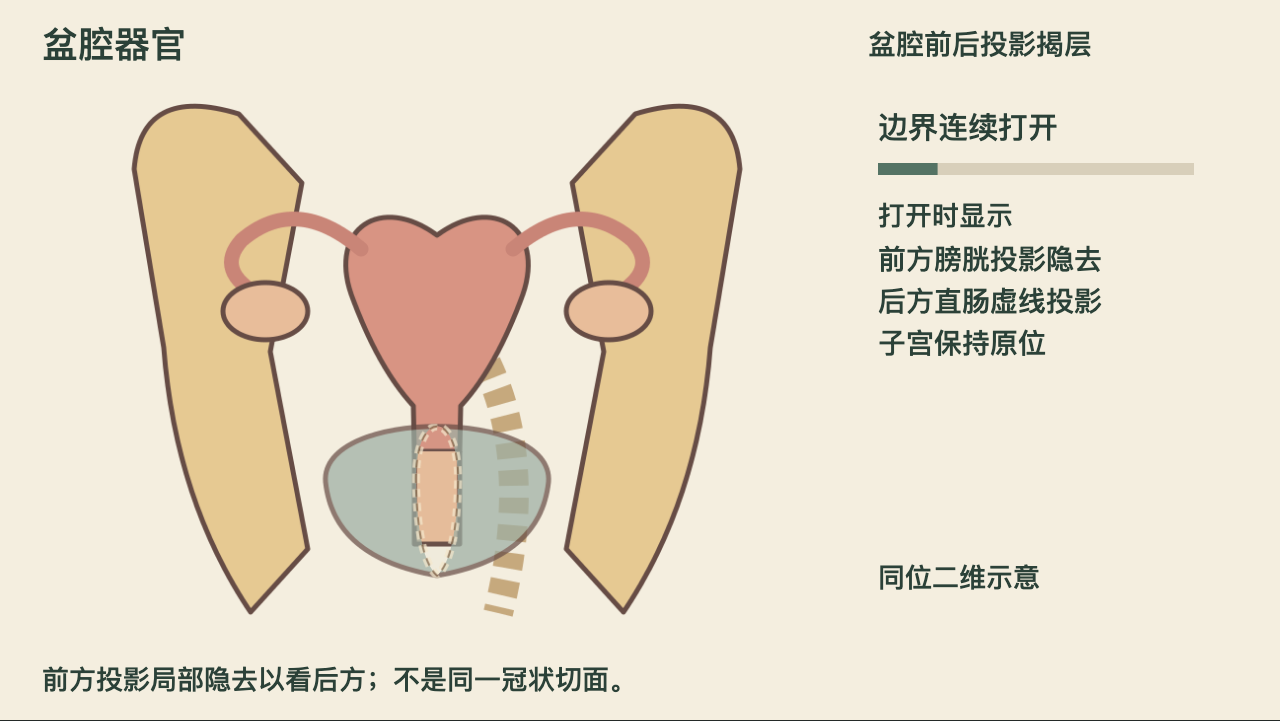 盆腔器官
盆腔前后投影揭层
边界连续打开
打开时显示
前方膀胱投影隐去
后方直肠虚线投影
子宫保持原位
同位二维示意
前方投影局部隐去以看后方；不是同一冠状切面。